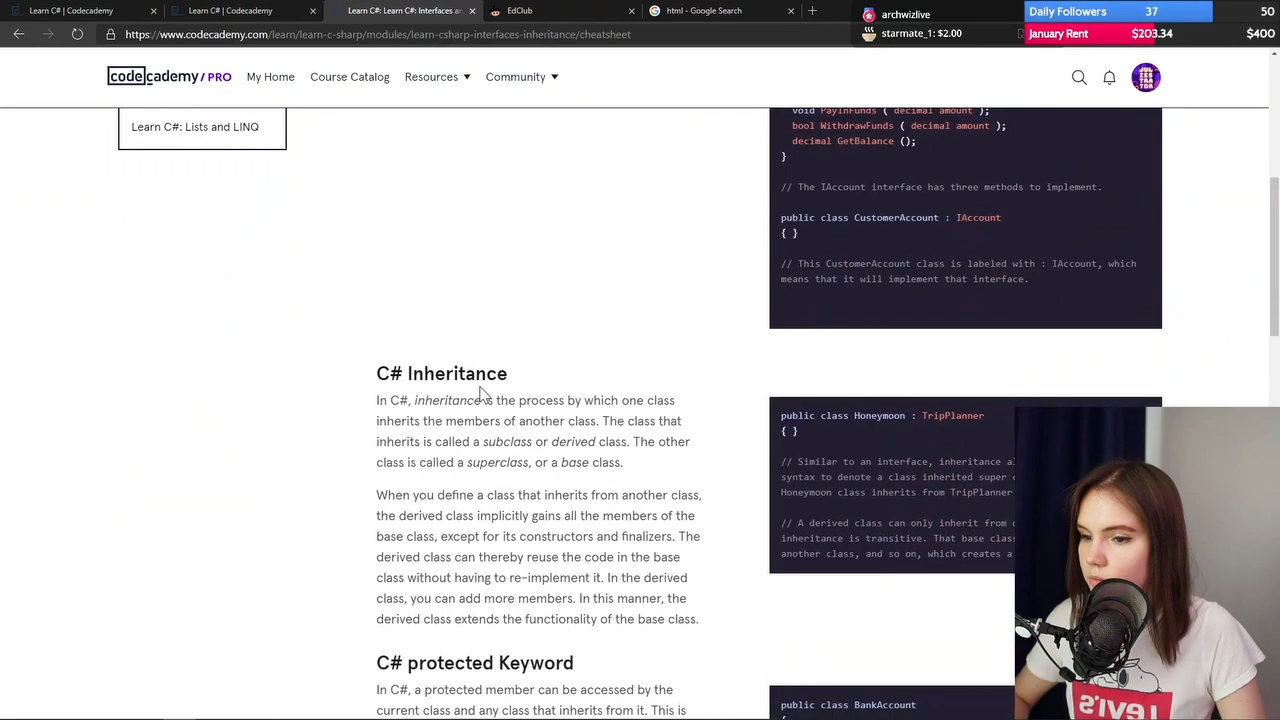 Learn C# | Codecademy
Learn C# | Codecademy
Learn C#: Learn C#: Interfaces an
EdClub
html - Google Search
archwizlive
starmate_1: $2.00
Daily Followers 37 50
January Rent $203.34 $400
https://www.codecademy.com/learn/learn-c-sharp/modules/learn-csharp-interfaces-inheritance/cheatsheet
codecademy / PRO
My Home
Course Catalog
Resources
Community
JULZ
ESTRA
TOR
Learn C#: Lists and LINQ
void PayInFunds ( decimal amount );
bool WithdrawFunds ( decimal amount );
decimal GetBalance ();
}
// The IAccount interface has three methods to implement.
public class CustomerAccount : IAccount
{ }
// This CustomerAccount class is labeled with : IAccount, which
means that it will implement that interface.
C# Inheritance
In C#, inheritance is the process by which one class
inherits the members of another class. The class that
inherits is called a subclass or derived class. The other
class is called a superclass, or a base class.
When you define a class that inherits from another class,
the derived class implicitly gains all the members of the
base class, except for its constructors and finalizers. The
derived class can thereby reuse the code in the base
class without having to re-implement it. In the derived
class, you can add more members. In this manner, the
derived class extends the functionality of the base class.
public class Honeymoon : TripPlanner
{ }
// Similar to an interface, inheritance al
syntax to denote a class inherited super c
Honeymoon class inherits from TripPlanner
// A derived class can only inherit from
inheritance is transitive. That base class
another class, and so on, which creates a
C# protected Keyword
In C#, a protected member can be accessed by the
current class and any class that inherits from it. This is
public class BankAccount
{
LEVI'S